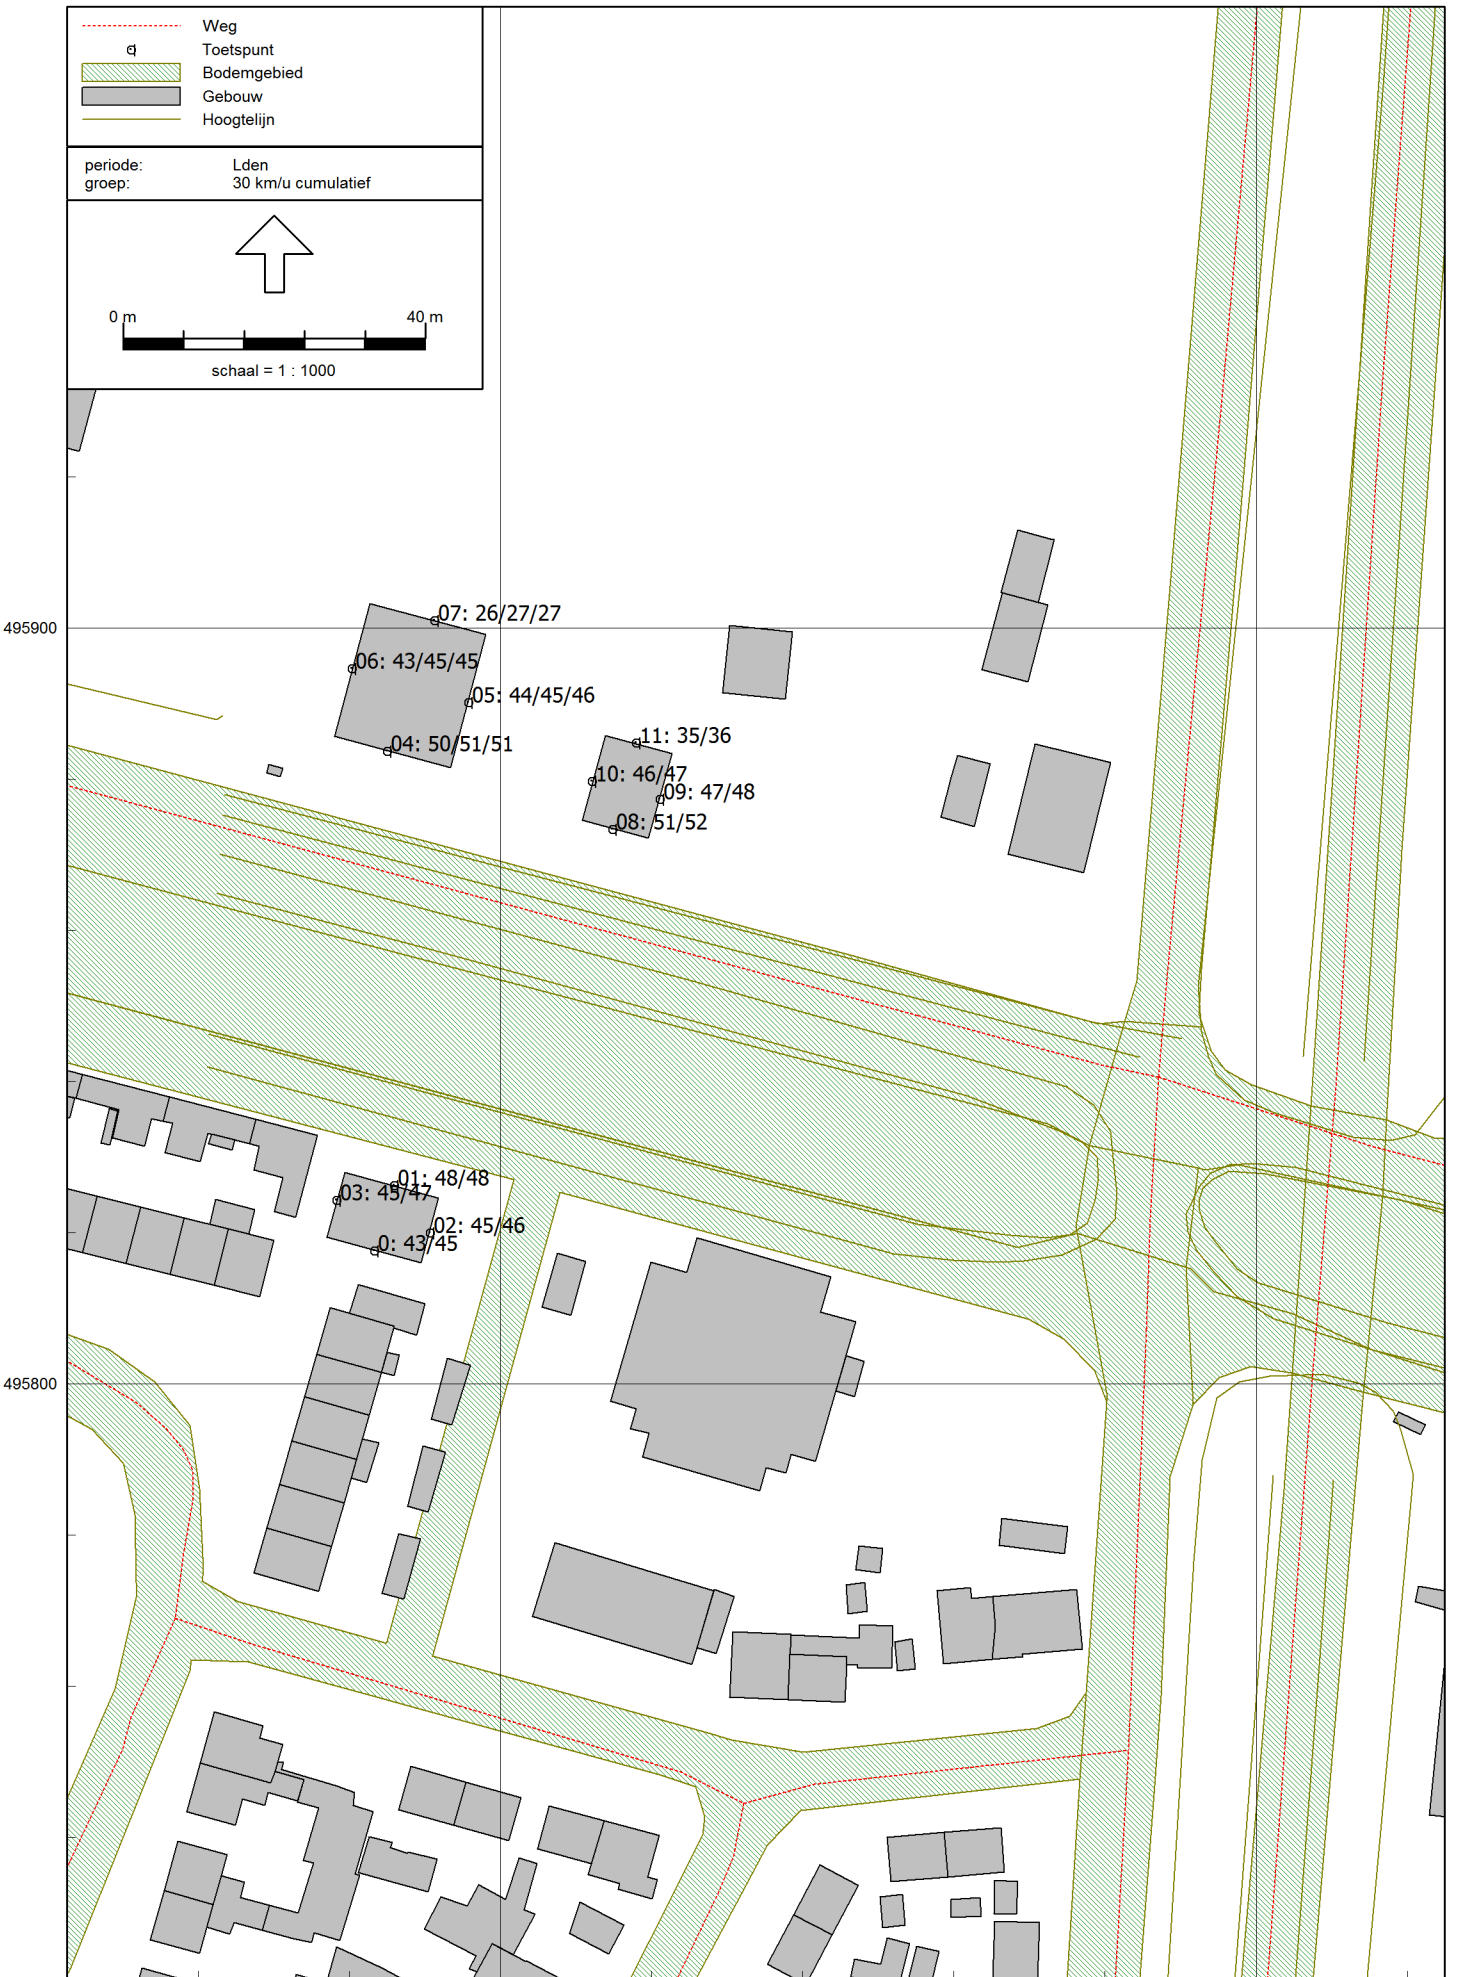 Weg
Toetspunt
Bodemgebied
Gebouw
Hoogtelijn
periode: Lden
groep: 30 km/u cumulatief
0 m 40 m
schaal = 1 : 1000
495900
07: 26/27/27
06: 43/45/45
05: 44/45/46
04: 50/51/51
11: 35/36
10: 46/47
09: 47/48
08: 51/52
01: 48/48
03: 45/47
02: 45/46
0: 43/45
495800